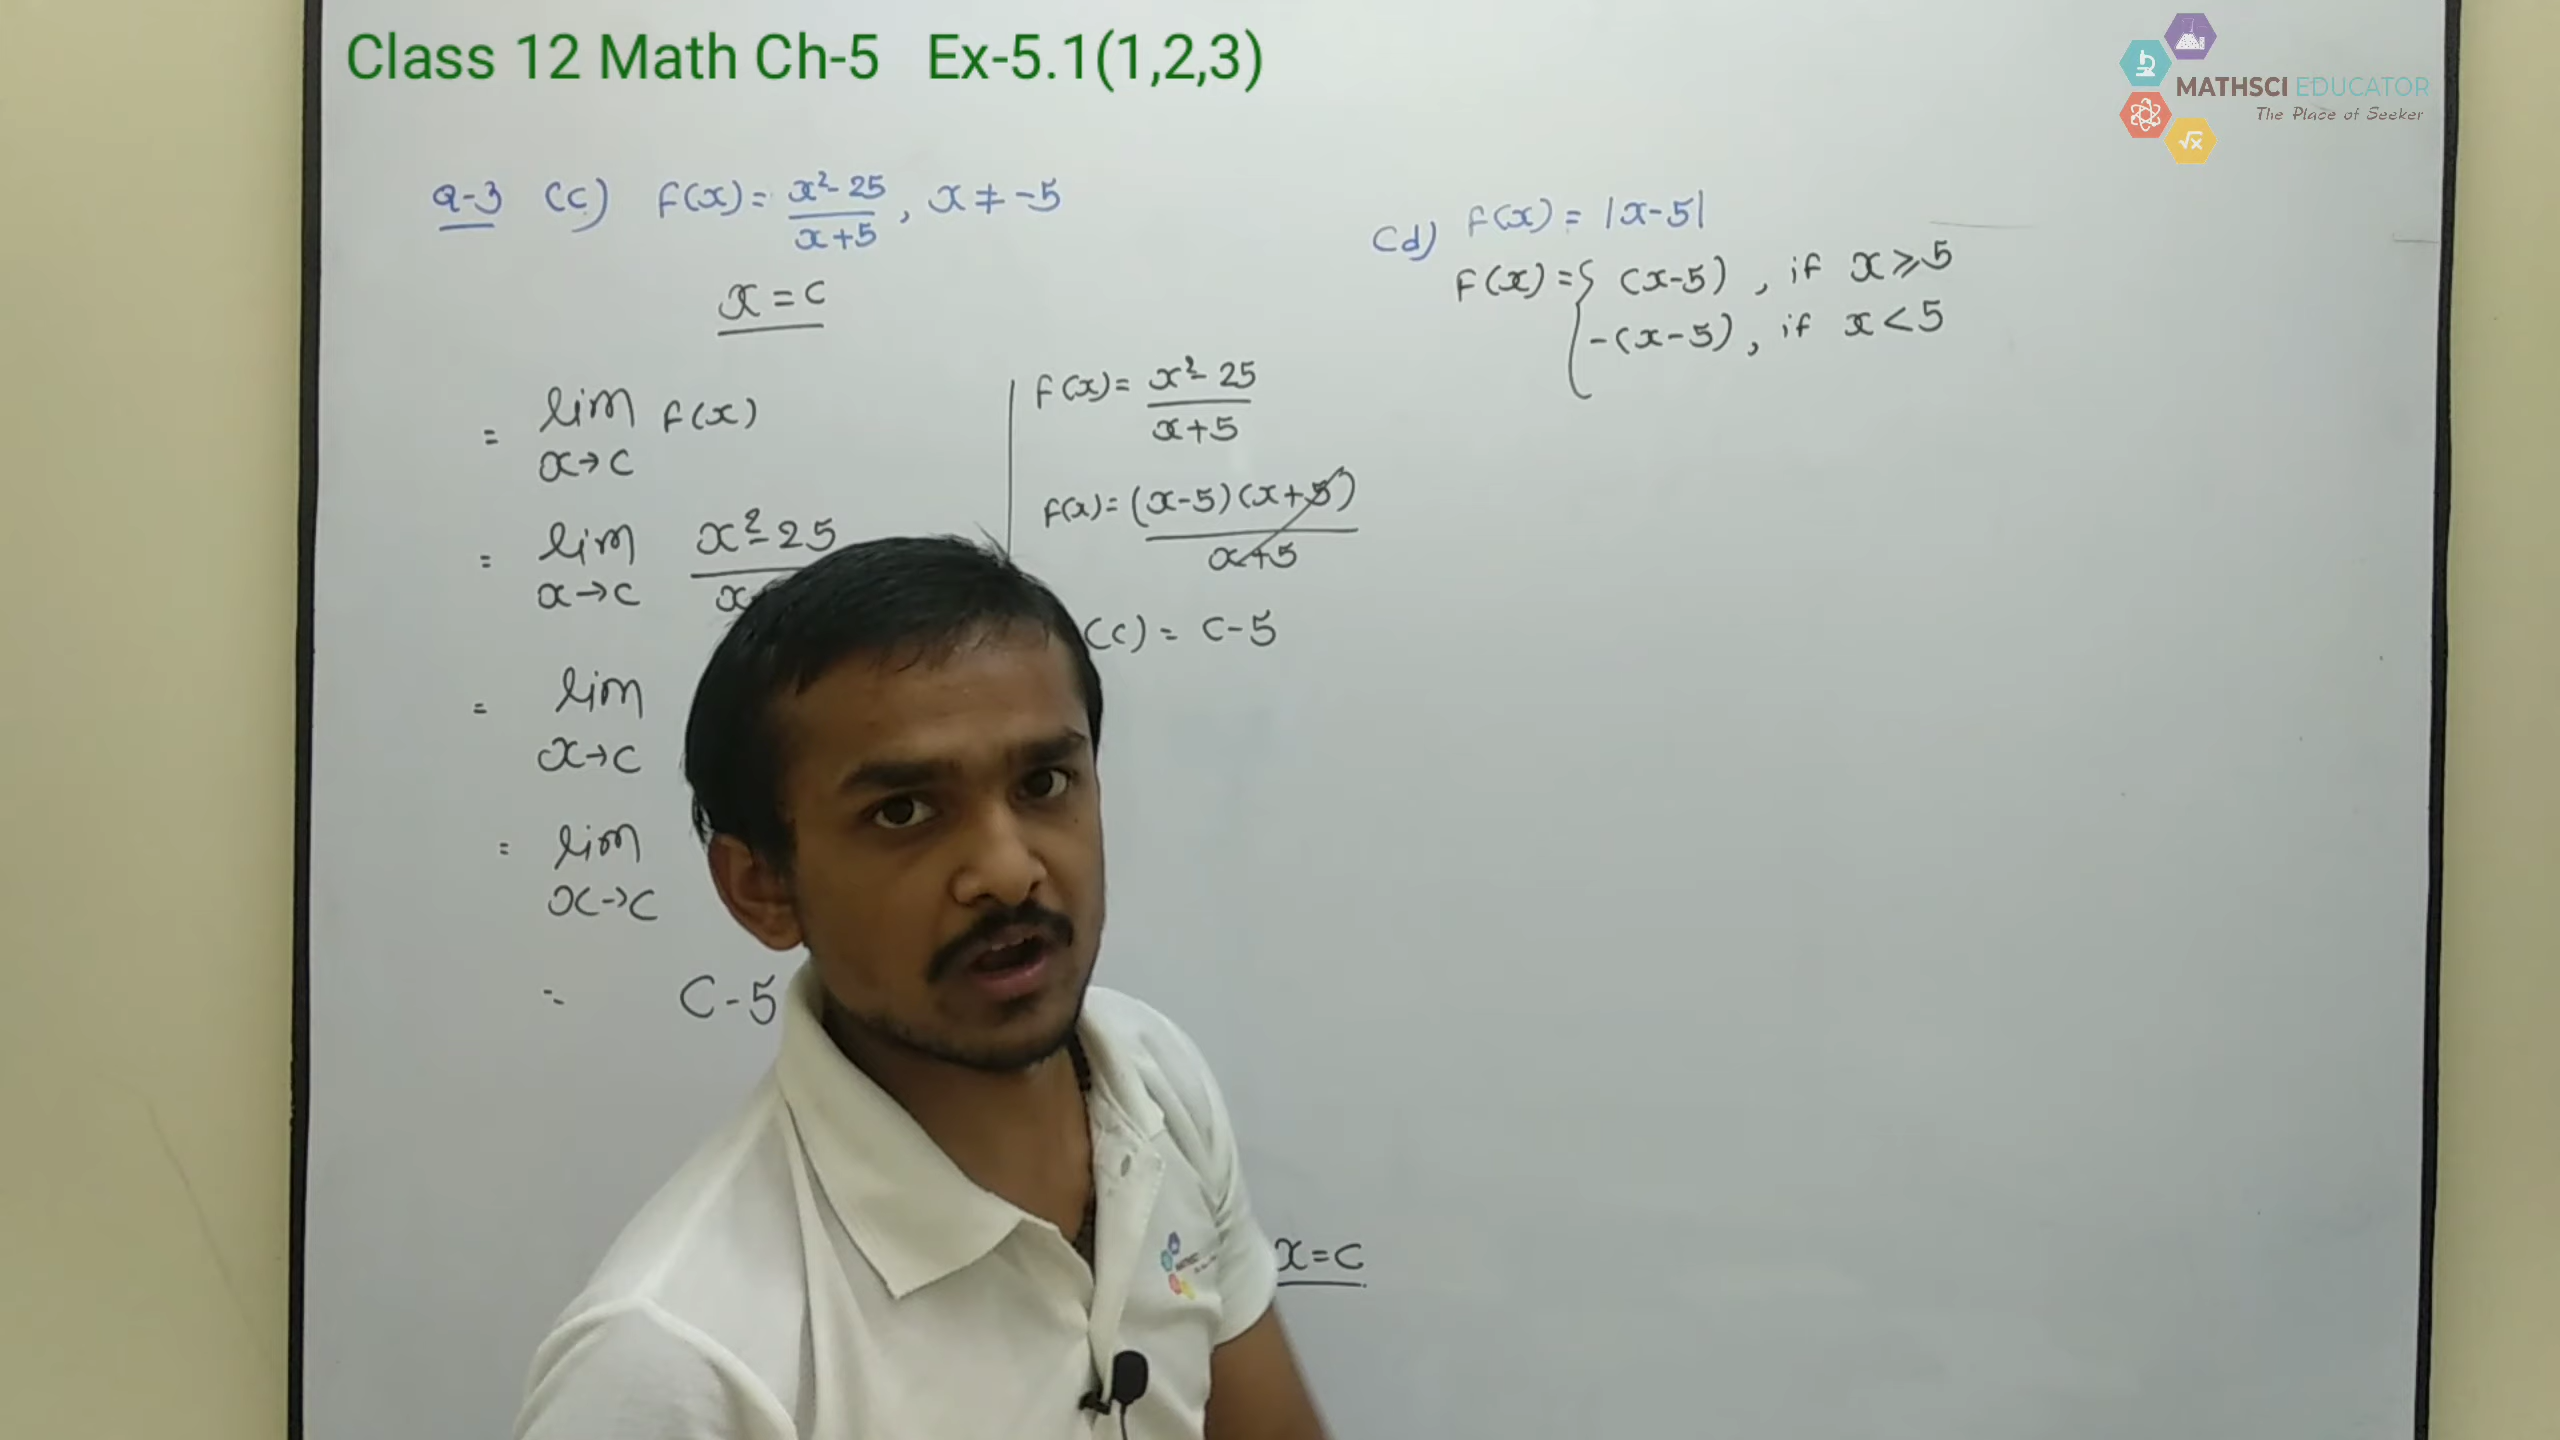 Class 12 Math Ch-5 Ex-5.1(1,2,3)
MATHSCI EDUCATOR
The Place of Seeker
Q-3 (c) f(x) = x² - 25 / x+5 , x ≠ -5
x = c
= lim x→c f(x)
= lim x→c x² - 25 / x
= lim x→c
= lim x→c
= C-5
f(x) = x² - 25 / x+5
f(x) = (x-5)(x+5) / x+5
(c) = c-5
x = c
(d) f(x) = |x-5|
f(x) = { (x-5) , if x ⩾ 5
-(x-5) , if x < 5